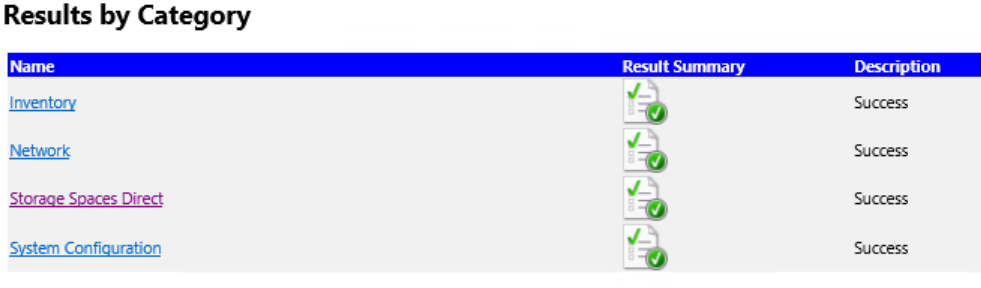 Results by Category
Name Result Summary Description
Inventory Success
Network Success
Storage Spaces Direct Success
System Configuration Success